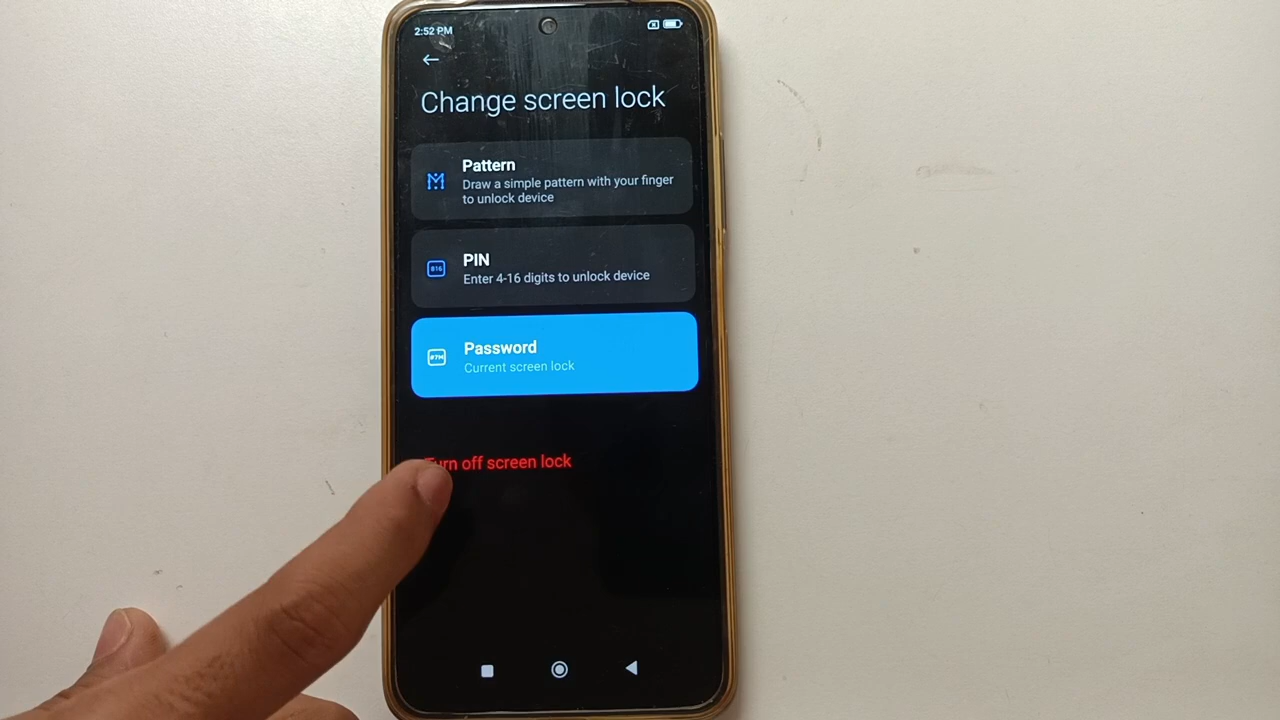 2:52 PM
Change screen lock
Pattern
Draw a simple pattern with your finger
to unlock device
PIN
Enter 4-16 digits to unlock device
Password
Current screen lock
Turn off screen lock